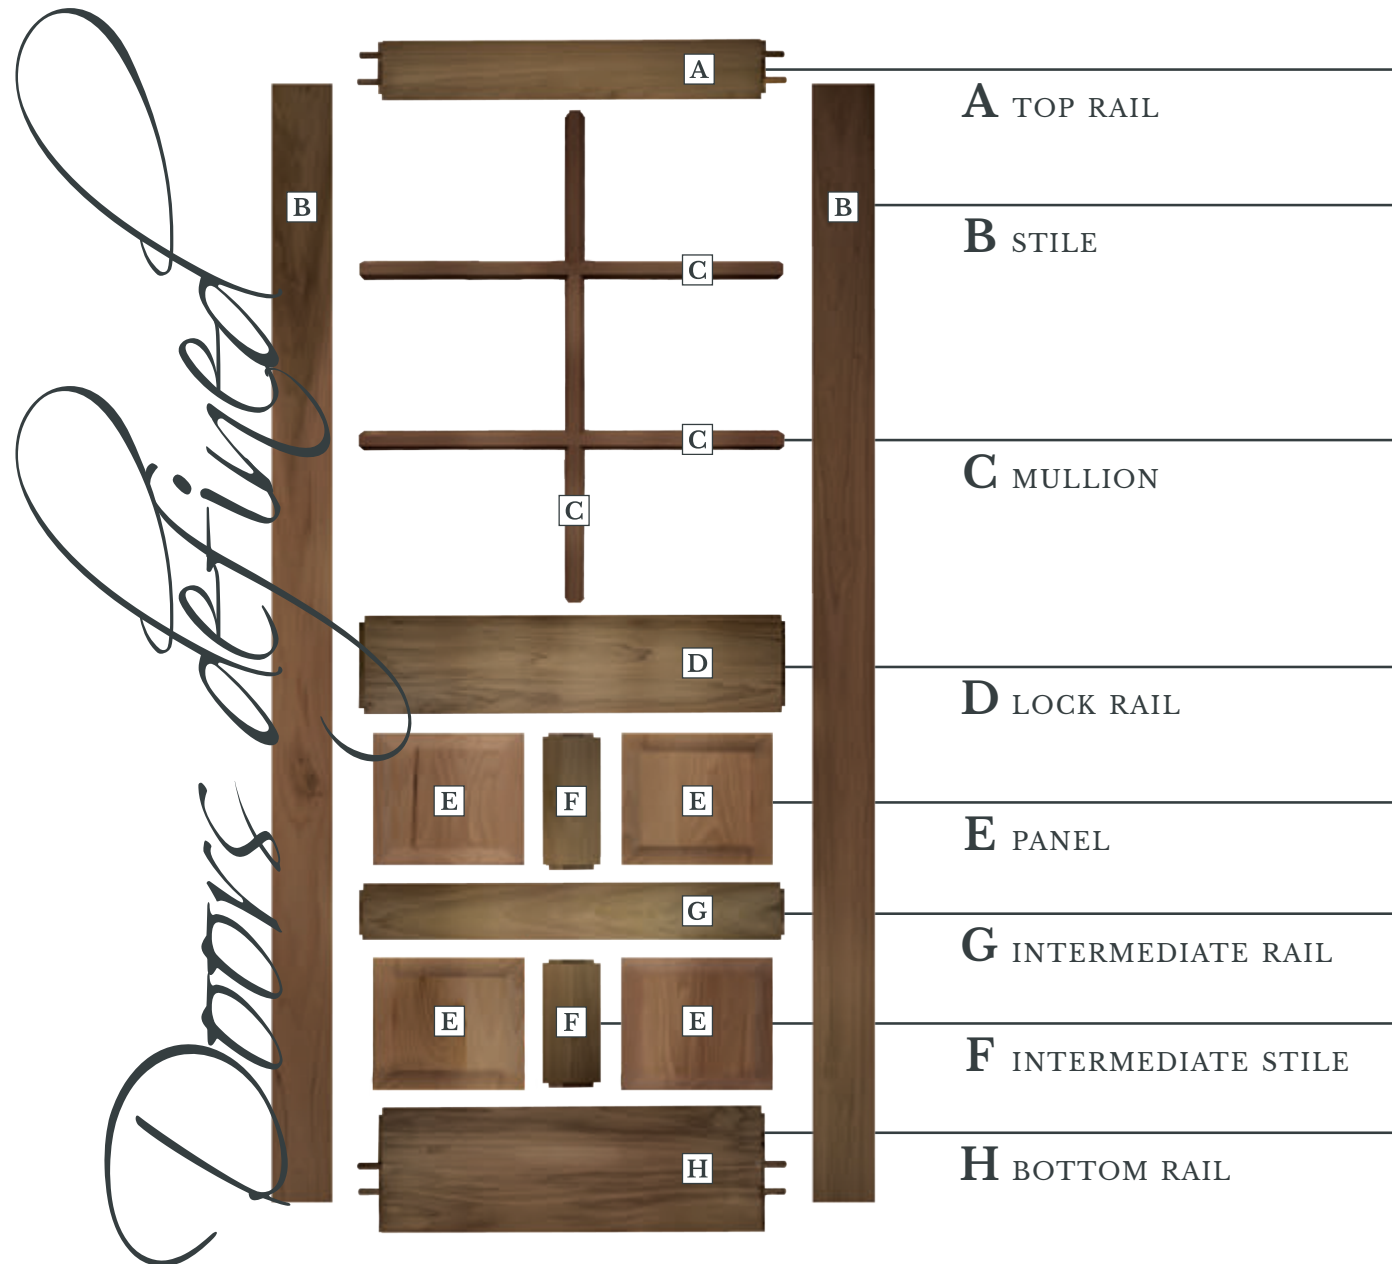 Doors defined
A
A TOP RAIL
B
B
B STILE
C
C
C MULLION
C
D
D LOCK RAIL
E
F
E
E PANEL
G
G INTERMEDIATE RAIL
E
F
E
F INTERMEDIATE STILE
H
H BOTTOM RAIL